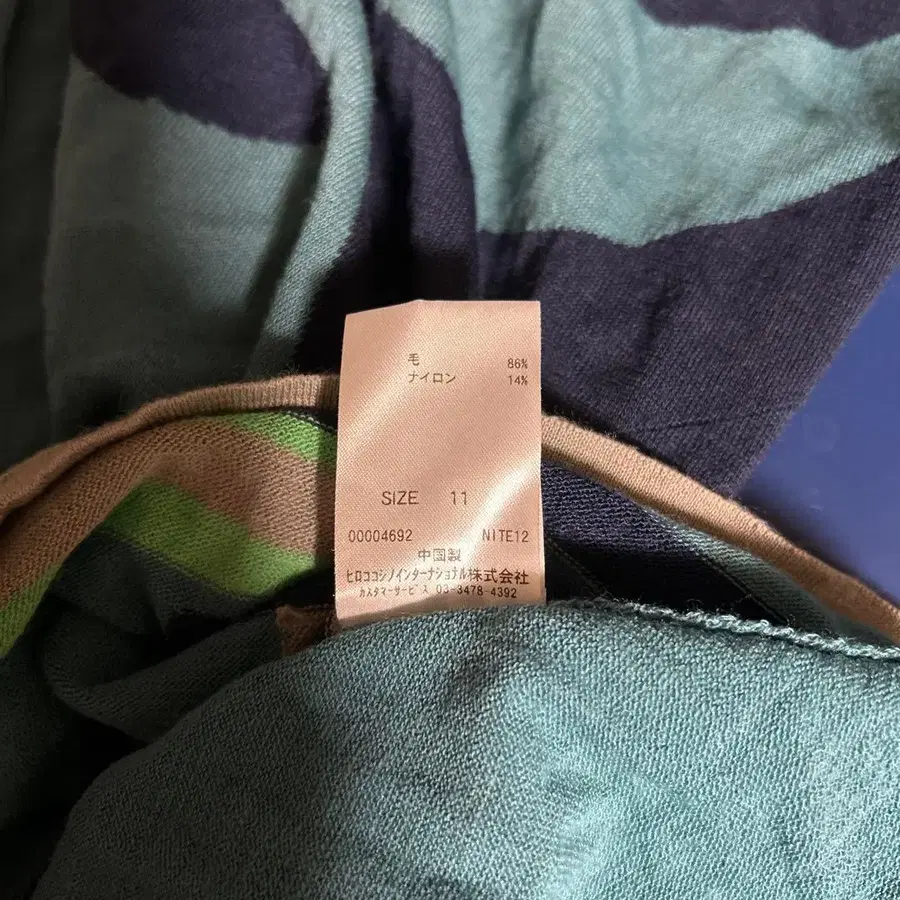 毛 86%
ナイロン 14%
SIZE 11
00004692 NITE12
中国製
ヒロココシノインターナショナル株式会社
カスタマーサービス 03-3478-4392